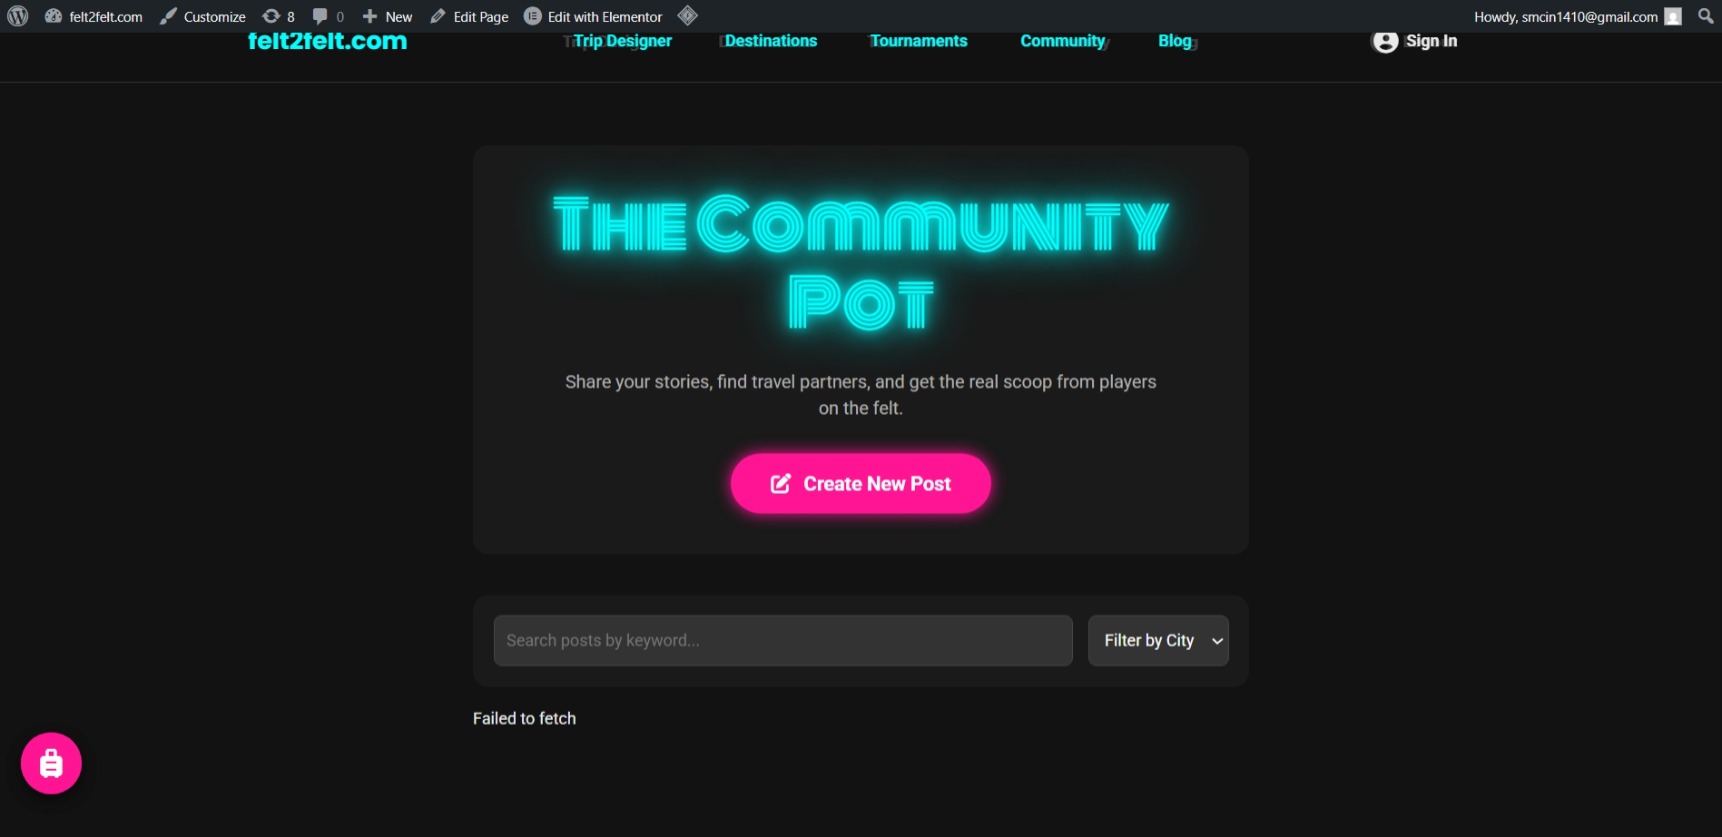 felt2felt.com Customize 8 0 New Edit Page Edit with Elementor Howdy, smcin1410@gmail.com
felt2felt.com Trip Designer Destinations Tournaments Community Blog Sign In
The Community
Pot
Share your stories, find travel partners, and get the real scoop from players
on the felt.
Create New Post
Search posts by keyword...
Filter by City
Failed to fetch